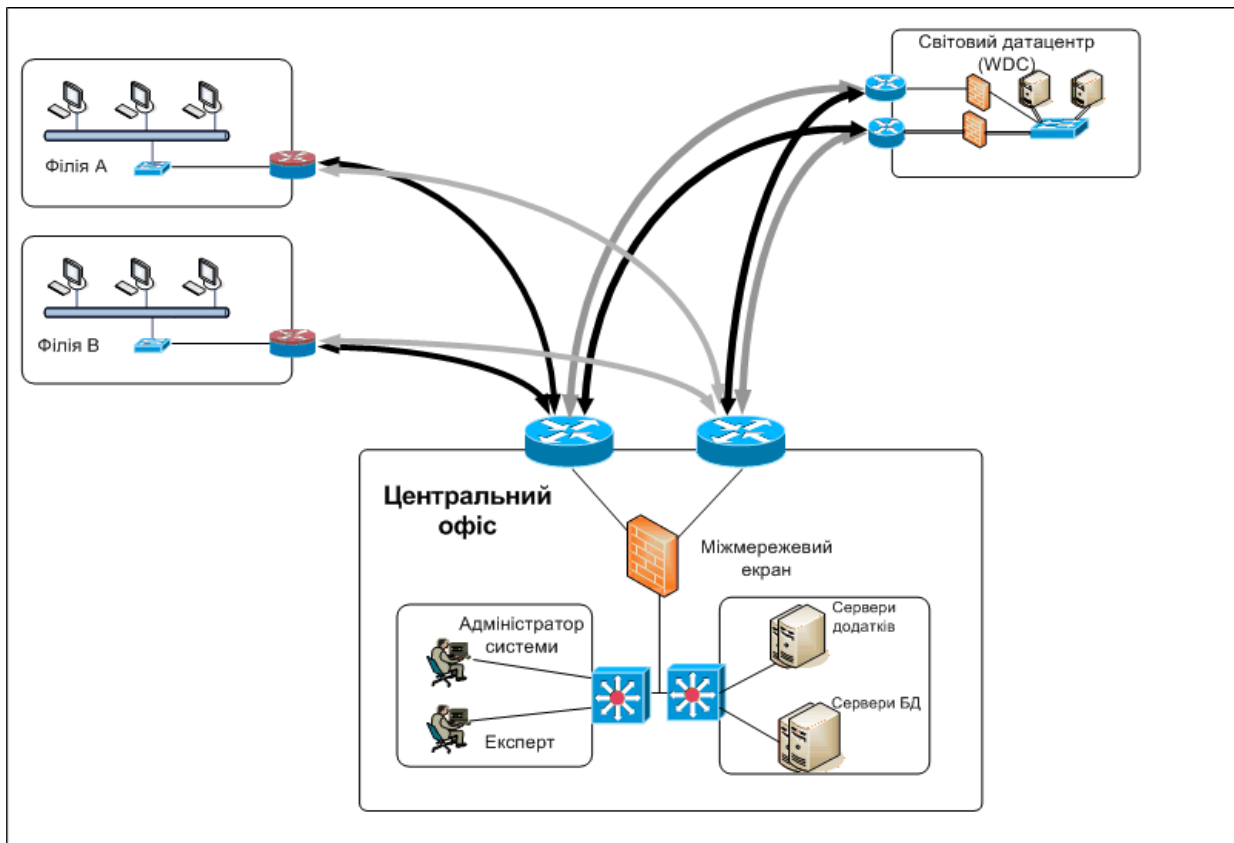 Світовий датацентр
(WDC)
Філія А
Філія В
Центральний
офіс
Міжмережевий
екран
Адміністратор
системи
Експерт
Сервери
додатків
Сервери БД